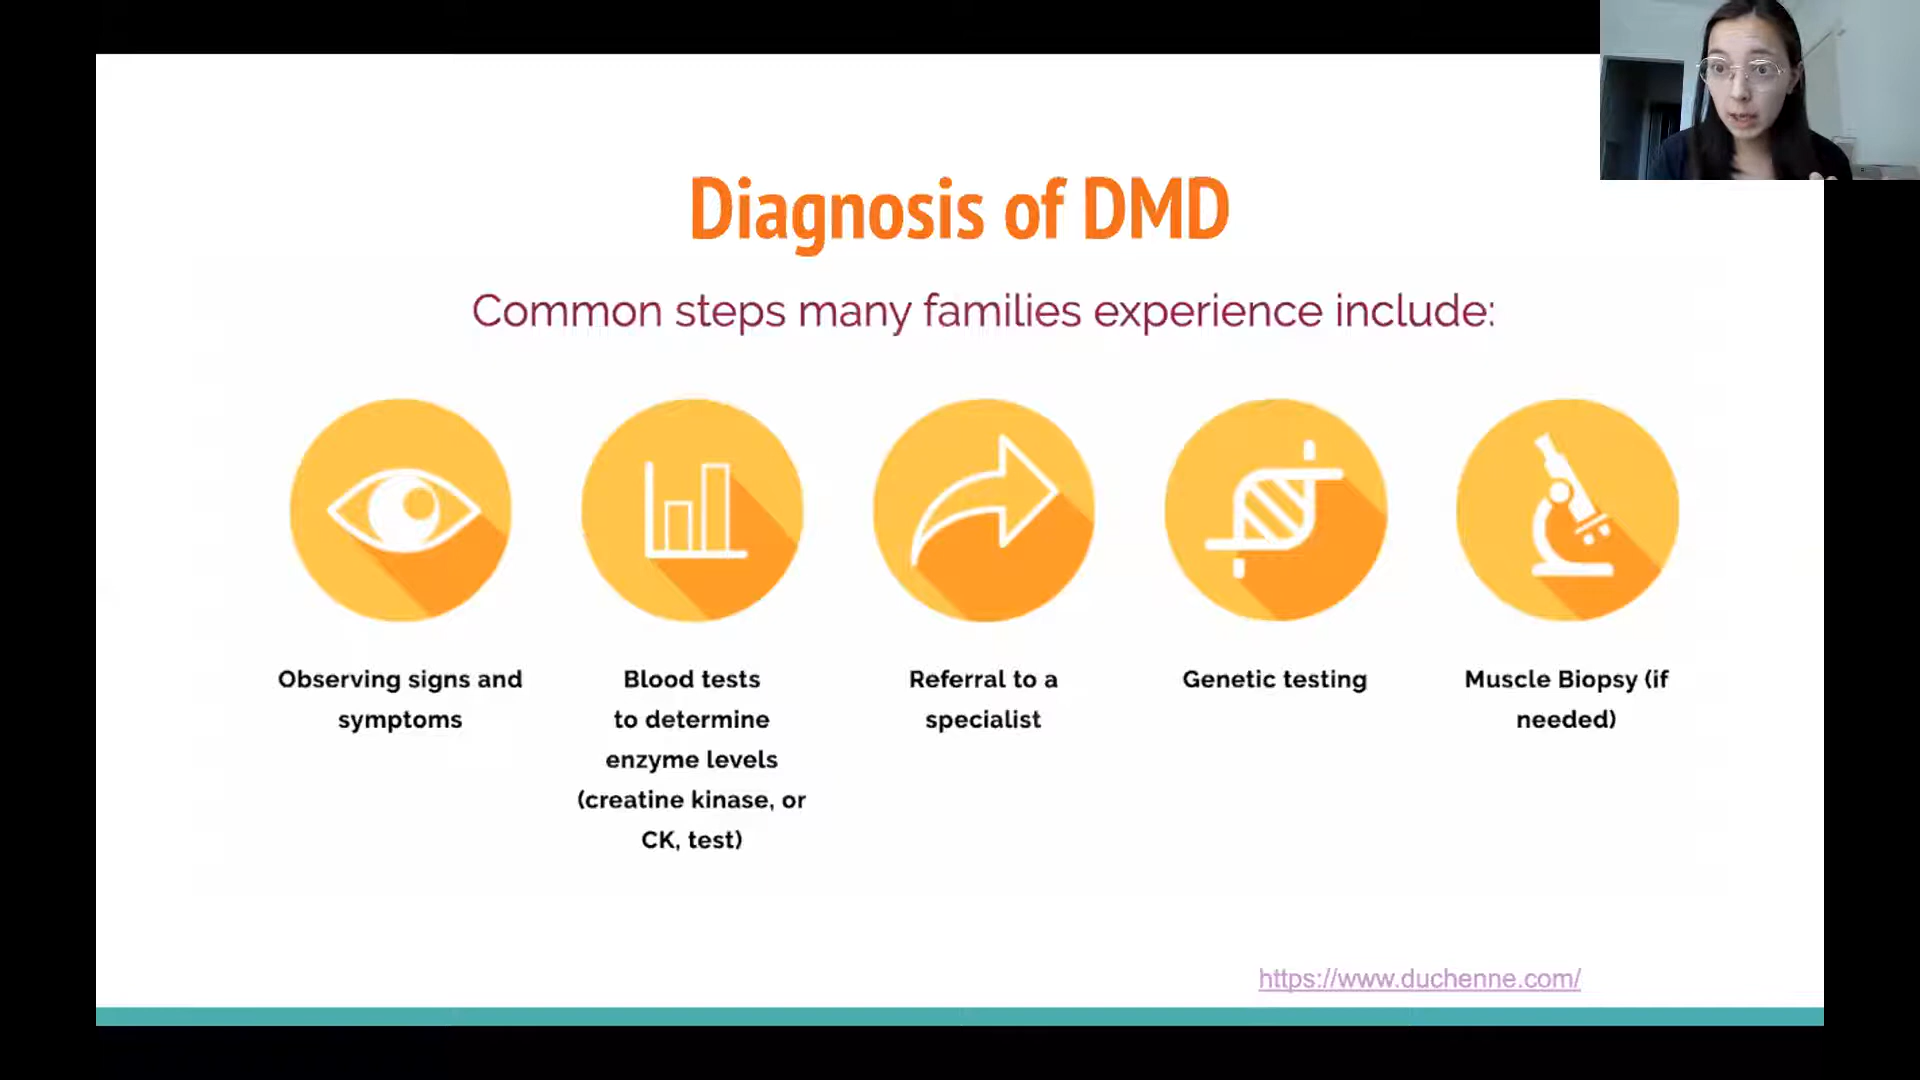 Diagnosis of DMD
Common steps many families experience include:
Observing signs and
symptoms
Blood tests
to determine
enzyme levels
(creatine kinase, or
CK, test)
Referral to a
specialist
Genetic testing
Muscle Biopsy (if
needed)
https://www.duchenne.com/